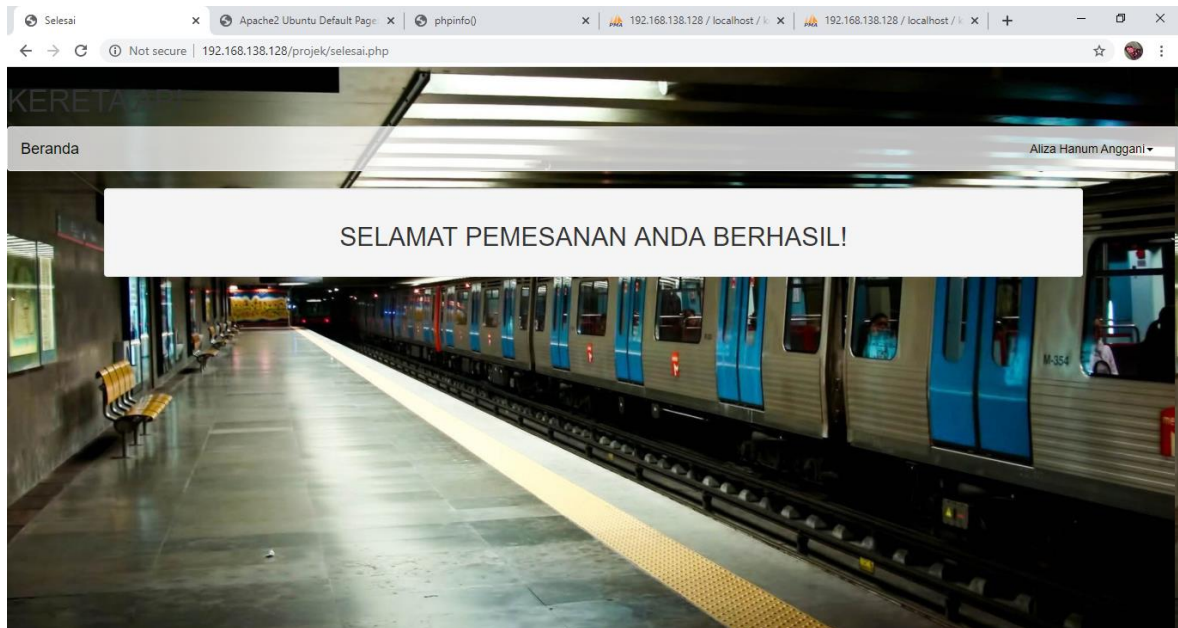 Selesai
Apache2 Ubuntu Default Page:
phpinfo()
192.168.138.128 / localhost / k
192.168.138.128 / localhost / k
Not secure | 192.168.138.128/projek/selesai.php
KERETA API
Beranda
Aliza Hanum Anggani
SELAMAT PEMESANAN ANDA BERHASIL!
M-354